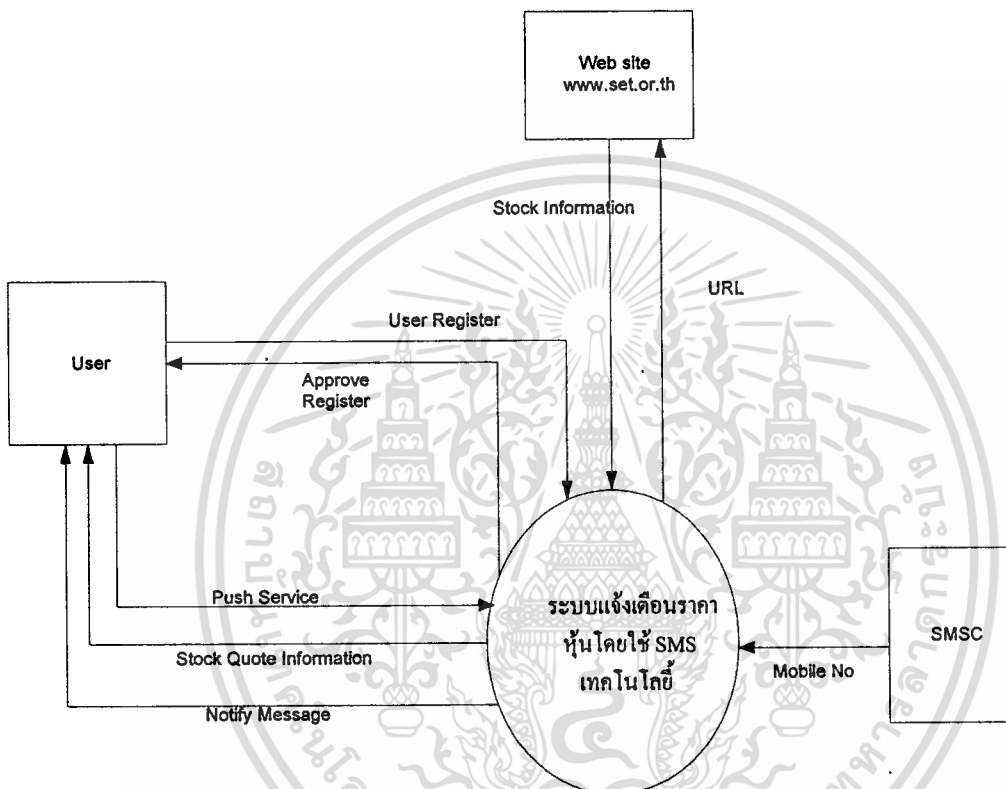 Web site
www.set.or.th
Stock Information
URL
User Register
User
Approve
Register
Push Service
ระบบแจ้งเตือนราคา
หุ้นโดยใช้ SMS
เทคโนโลยี้
SMSC
Stock Quote Information
Mobile No
Notify Message